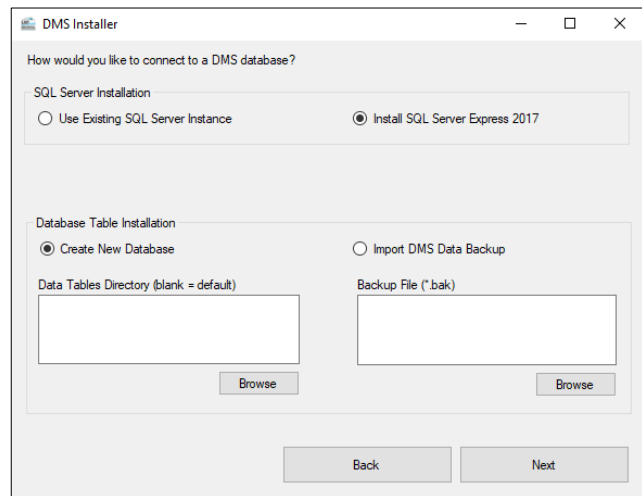 DMS Installer
How would you like to connect to a DMS database?
SQL Server Installation
Use Existing SQL Server Instance
Install SQL Server Express 2017
Database Table Installation
Create New Database
Import DMS Data Backup
Data Tables Directory (blank = default)
Backup File (*.bak)
Browse
Browse
Back
Next